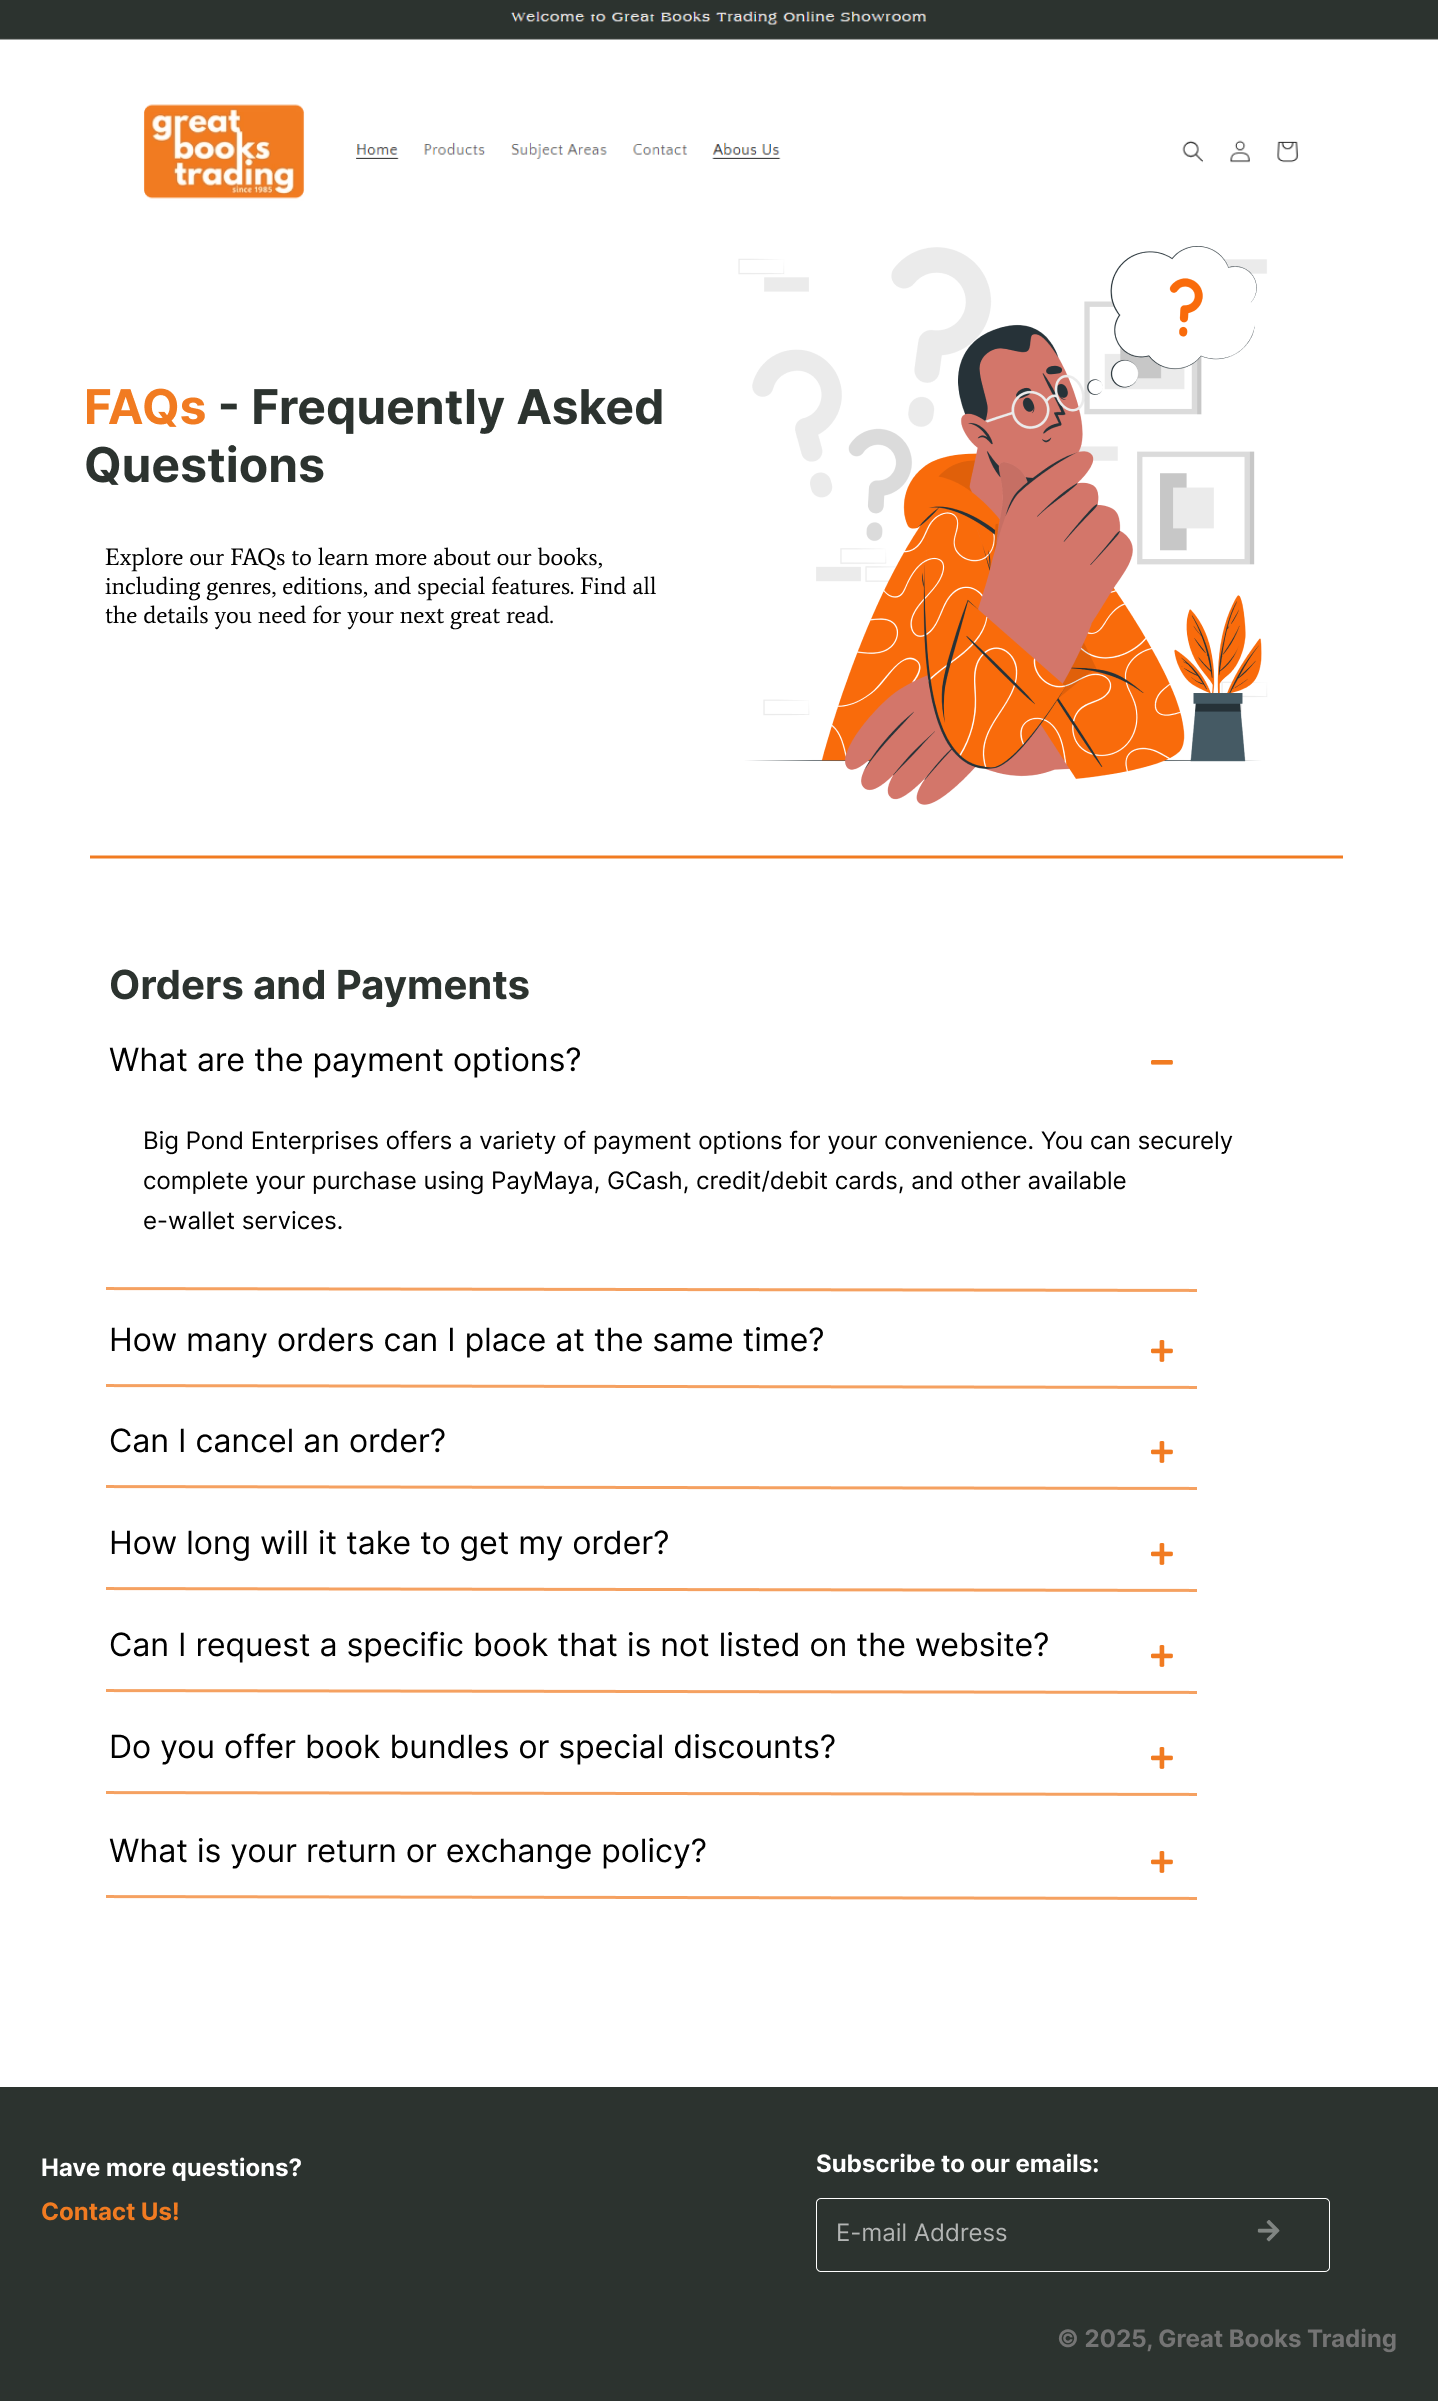 Welcome to Great Books Trading Online Showroom
great
books
trading
since 1985
Home Products Subject Areas Contact Abous Us
?
FAQs - Frequently Asked
Questions
Explore our FAQs to learn more about our books,
including genres, editions, and special features. Find all
the details you need for your next great read.
Orders and Payments
What are the payment options?
Big Pond Enterprises offers a variety of payment options for your convenience. You can securely
complete your purchase using PayMaya, GCash, credit/debit cards, and other available
e-wallet services.
How many orders can I place at the same time?
Can I cancel an order?
How long will it take to get my order?
Can I request a specific book that is not listed on the website?
Do you offer book bundles or special discounts?
What is your return or exchange policy?
Have more questions?
Contact Us!
Subscribe to our emails:
E-mail Address
© 2025, Great Books Trading